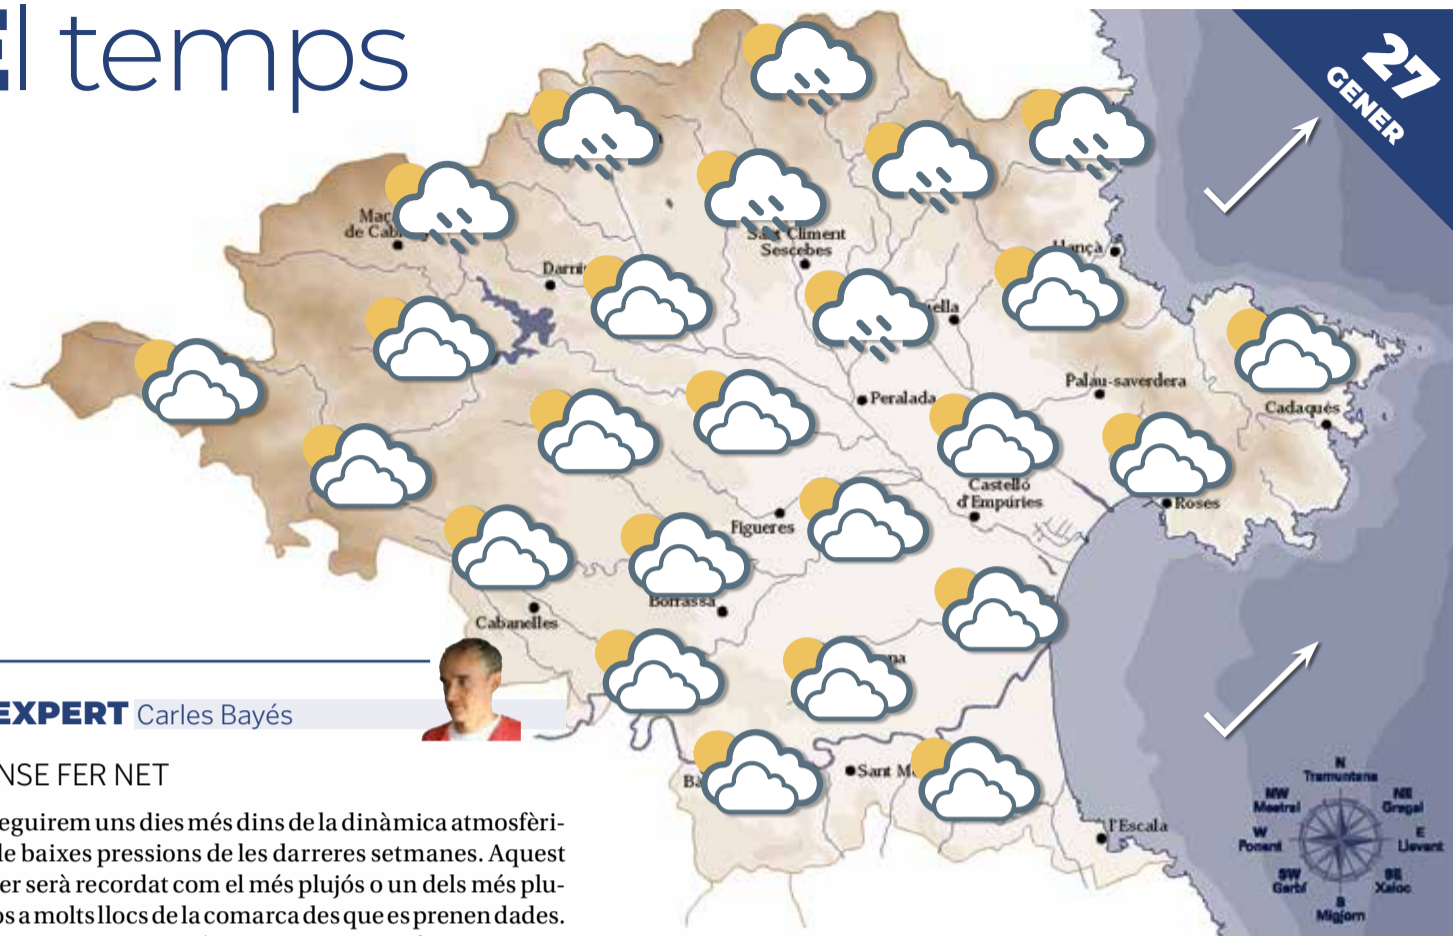 El temps
27
GENER
Maç
de Cab
Darni
Sant Climent
Sescebes
Llançà
ella
Peralada
Palau-saverdera
Cadaqués
Castelló
d'Empúries
Roses
Figueres
Borrassà
Cabanelles
na
EXPERT Carles Bayés
NSE FER NET
eguirem uns dies més dins de la dinàmica atmosfèri-
de baixes pressions de les darreres setmanes. Aquest
er serà recordat com el més plujós o un dels més plu-
os a molts llocs de la comarca des que es prenen dades.
Bà
Sant M
l'Escala
N
Tramuntana
NW
Mestral
NE
Gregal
W
Ponent
E
Llevant
SW
Garbí
SE
Xaloc
S
Migjorn